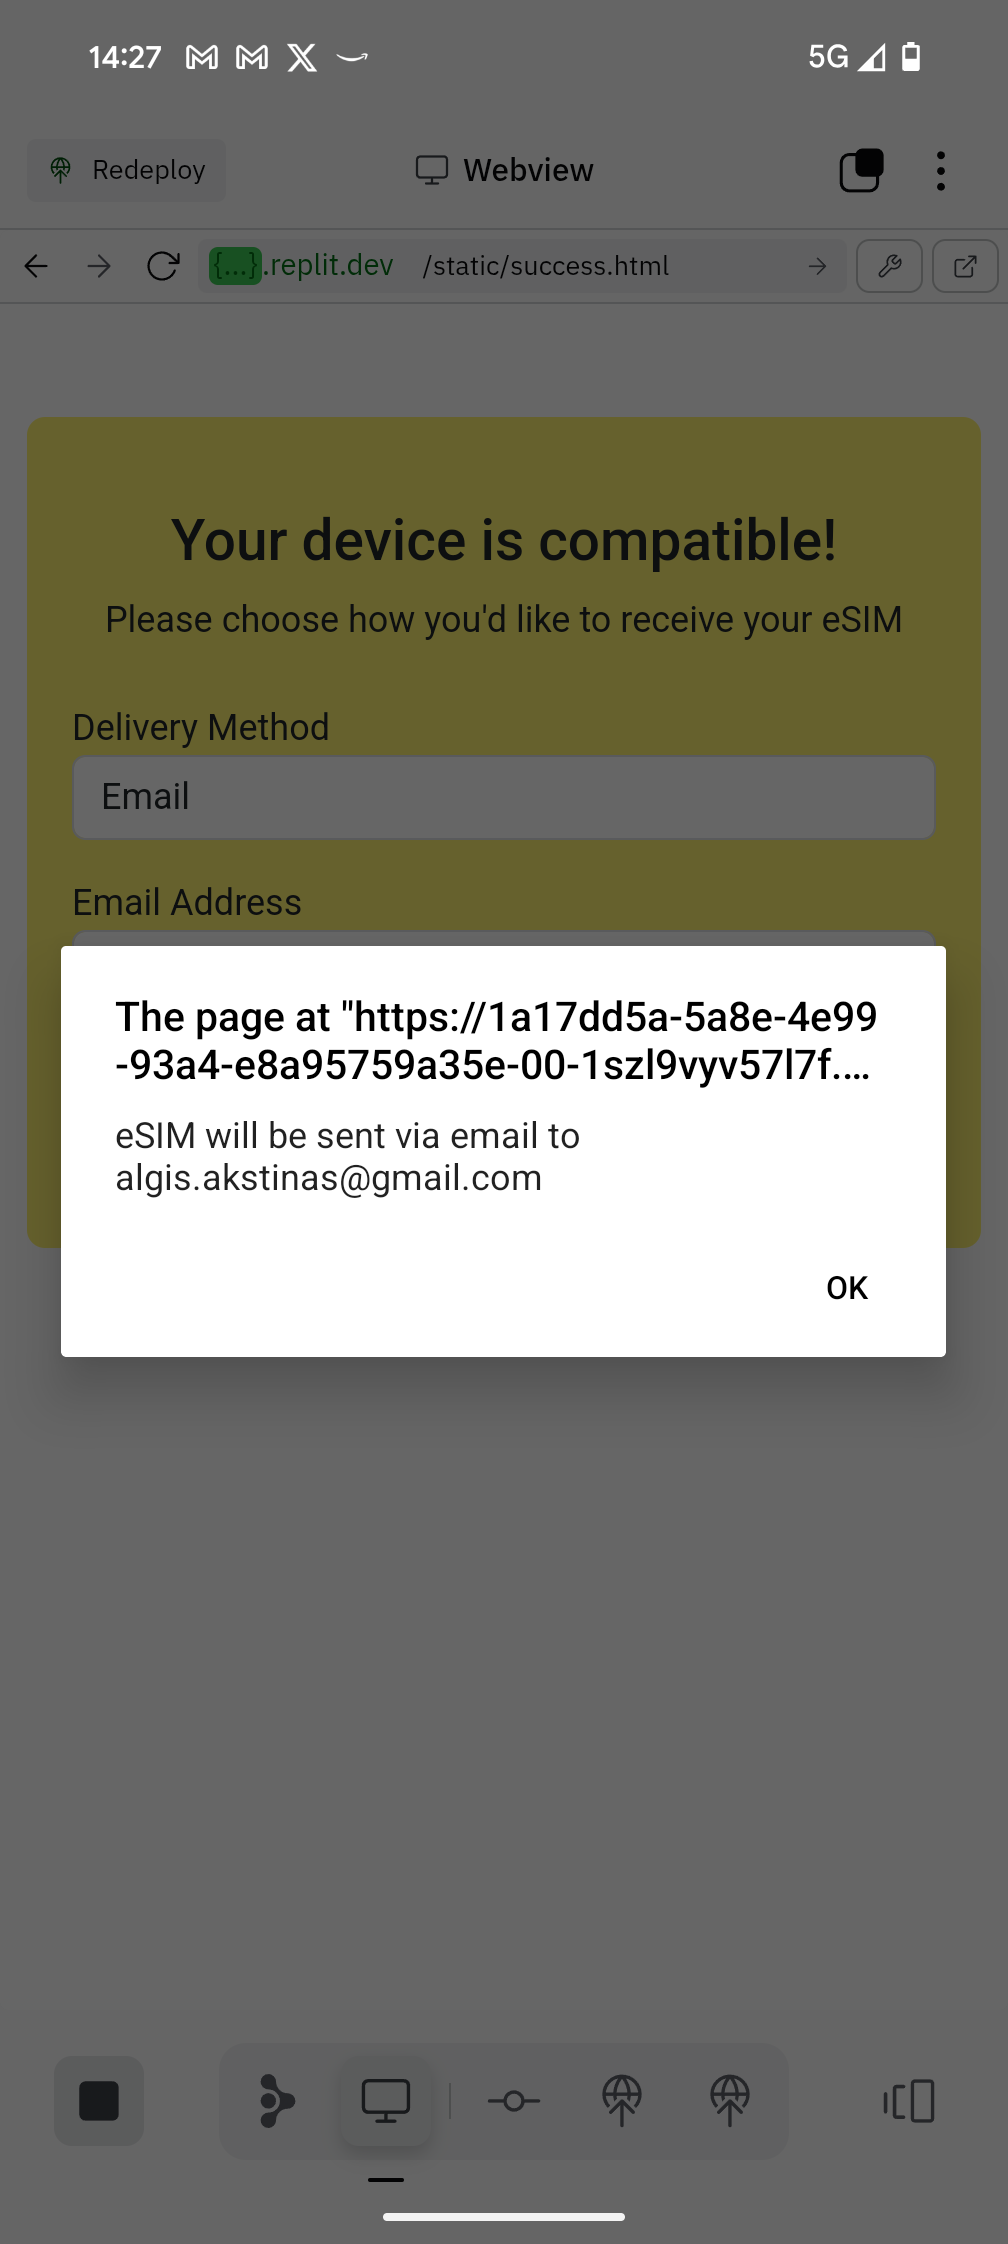 14:27
5G
Redeploy
Webview
{...}.replit.dev /static/success.html
Your device is compatible!
Please choose how you'd like to receive your eSIM
Delivery Method
Email
Email Address
The page at "https://1a17dd5a-5a8e-4e99
-93a4-e8a95759a35e-00-1szl9vyv57l7f.…
eSIM will be sent via email to
algis.akstinas@gmail.com
OK